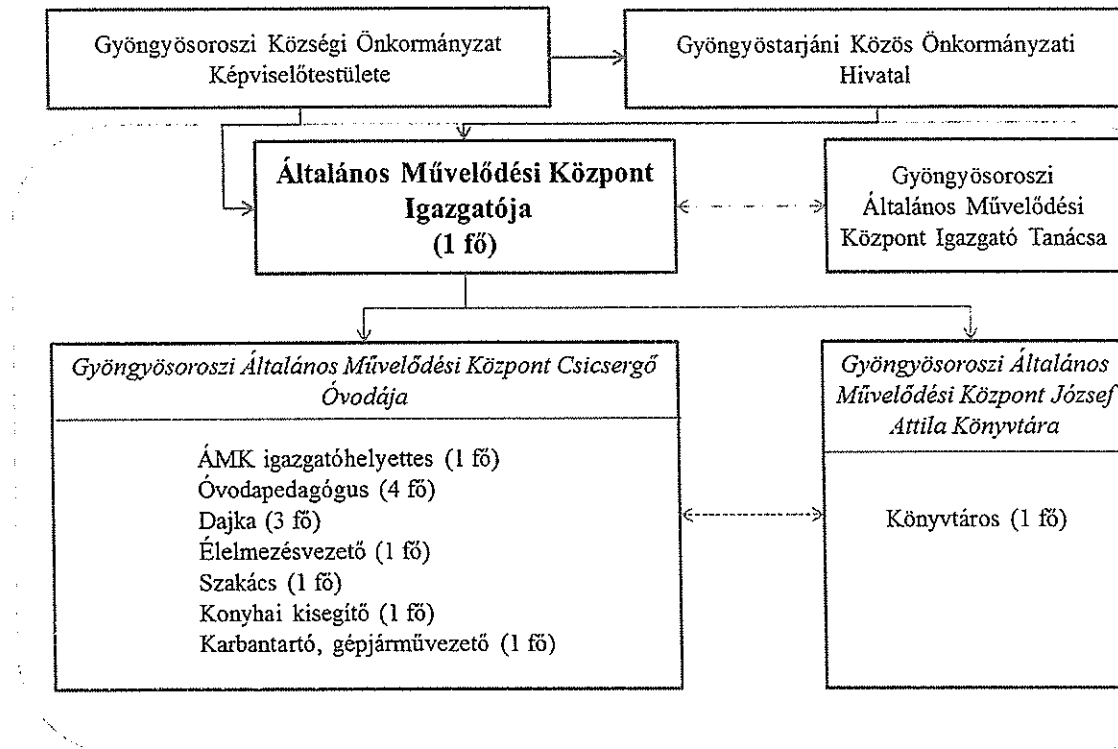 Gyöngyösoroszi Községi Önkormányzat
Képviselőtestülete
Gyöngyöstarjáni Közös Önkormányzati
Hivatal
Általános Művelődési Központ
Igazgatója
(1 fő)
Gyöngyösoroszi
Általános Művelődési
Központ Igazgató Tanácsa
Gyöngyösoroszi Általános Művelődési Központ Csicsergő
Óvodája
ÁMK igazgatóhelyettes (1 fő)
Óvodapedagógus (4 fő)
Dajka (3 fő)
Élelmezésvezető (1 fő)
Szakács (1 fő)
Konyhai kisegítő (1 fő)
Karbantartó, gépjárművezető (1 fő)
Gyöngyösoroszi Általános
Művelődési Központ József
Attila Könyvtára
Könyvtáros (1 fő)